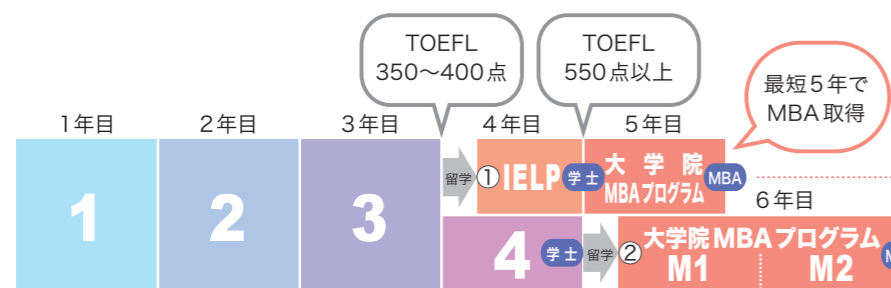 TOEFL
350〜400点
TOEFL
550点以上
最短5年で
MBA取得
1年目
2年目
3年目
4年目
5年目
1
2
3
留学
①IELP
学士
大学院
MBAプログラム
MBA
6年目
4
学士
留学
②
大学院MBAプログラム
M1
M2